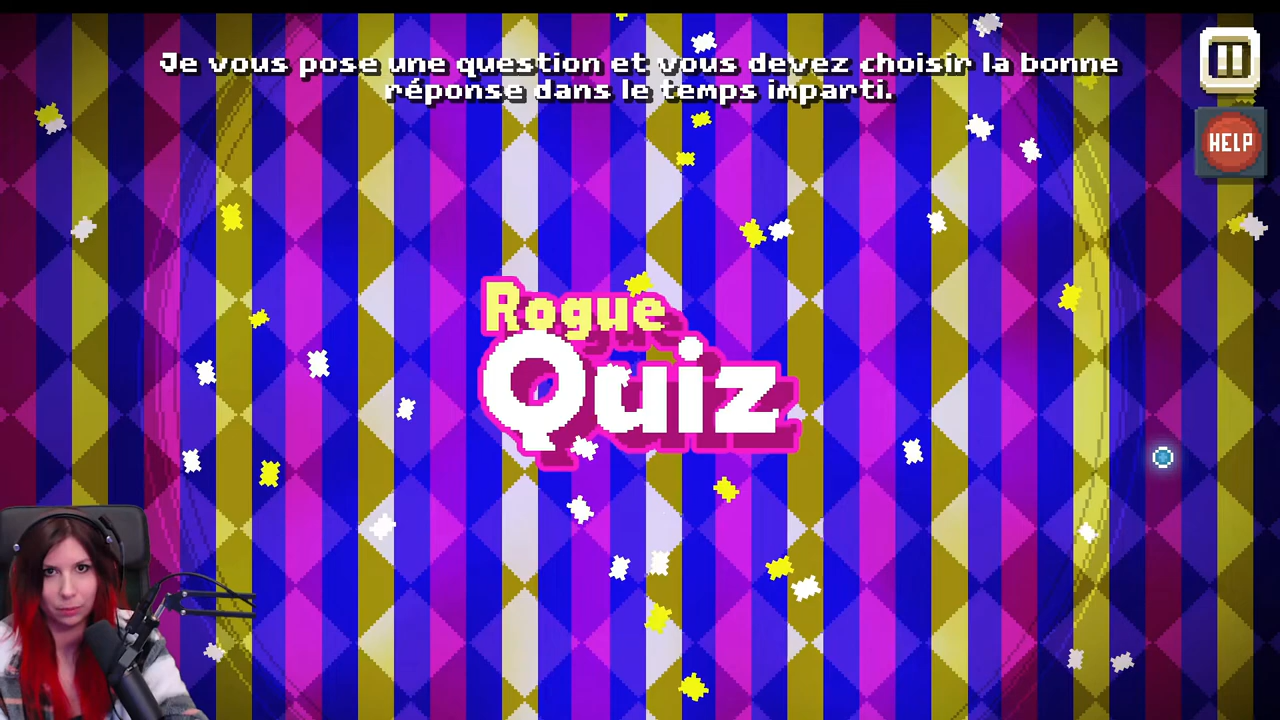 Je vous pose une question et vous devez choisir la bonne
réponse dans le temps imparti.
HELP
Rogue
Quiz